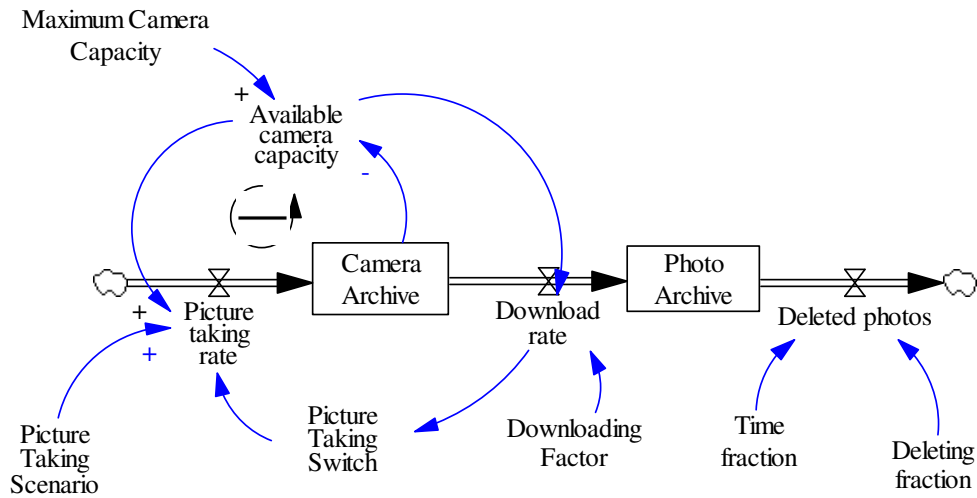 Maximum Camera
Capacity
+
Available
camera
capacity
-
Camera
Archive
Photo
Archive
+
Picture
taking
rate
+
Download
rate
Deleted photos
Picture
Taking
Scenario
Picture
Taking
Switch
Downloading
Factor
Time
fraction
Deleting
fraction